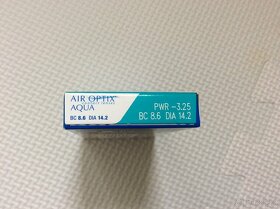 AIR OPTIX
AQUA
BC 8.6 DIA 14.2
PWR -3.25
BC 8.6 DIA 14.2